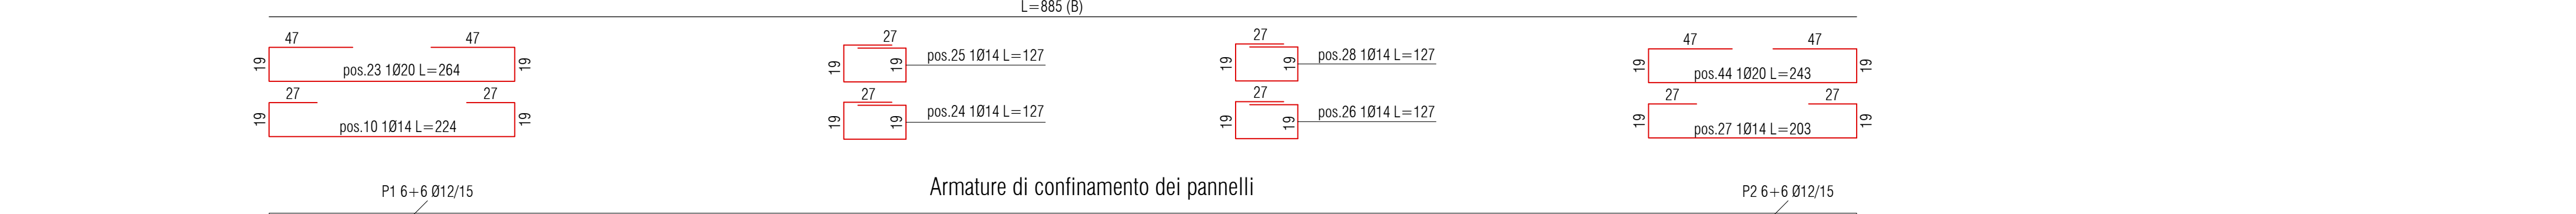 L=885 (B)
47 47 27 27 47 47
19 pos.23 1Ø20 L=264 19 19 19 pos.25 1Ø14 L=127 19 19 pos.28 1Ø14 L=127 19 pos.44 1Ø20 L=243 19
27 27 27 27 27 27
19 pos.10 1Ø14 L=224 19 19 19 pos.24 1Ø14 L=127 19 19 pos.26 1Ø14 L=127 19 pos.27 1Ø14 L=203 19
P1 6+6 Ø12/15 Armature di confinamento dei pannelli P2 6+6 Ø12/15